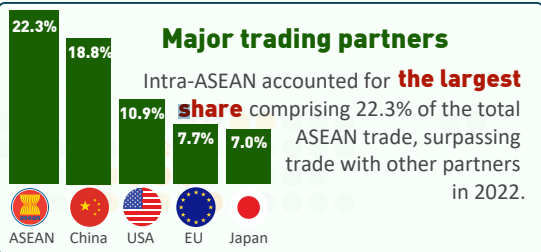 22.3%
18.8%
10.9%
7.7%
7.0%
Major trading partners
Intra-ASEAN accounted for the largest
share comprising 22.3% of the total
ASEAN trade, surpassing
trade with other partners
in 2022.
asean
ASEAN China USA EU Japan